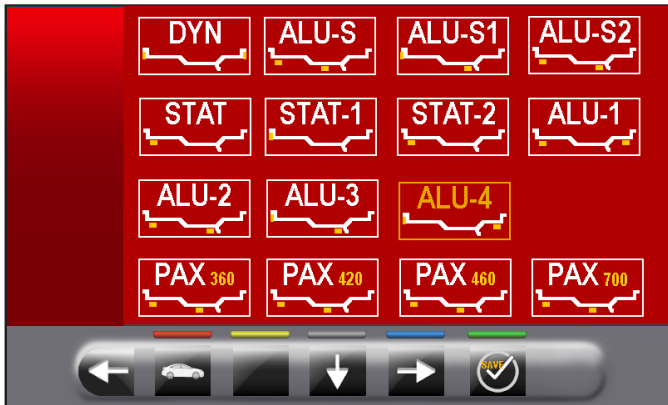 DYN ALU-S ALU-S1 ALU-S2
STAT STAT-1 STAT-2 ALU-1
ALU-2 ALU-3 ALU-4
PAX 360 PAX 420 PAX 460 PAX 700
SAVE